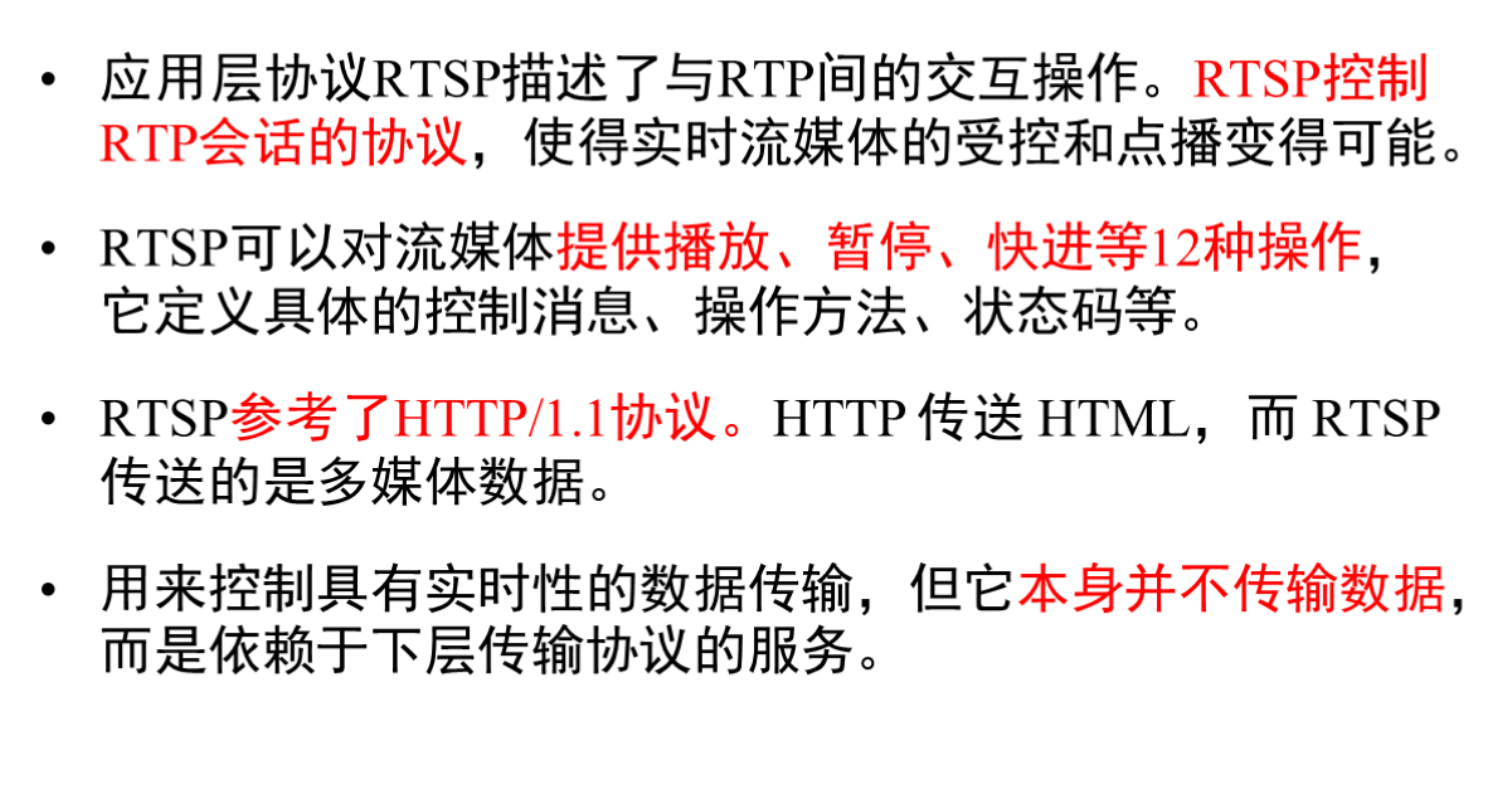 • 应用层协议RTSP描述了与RTP间的交互操作。RTSP控制
RTP会话的协议，使得实时流媒体的受控和点播变得可能。
• RTSP可以对流媒体提供播放、暂停、快进等12种操作，
它定义具体的控制消息、操作方法、状态码等。
• RTSP参考了HTTP/1.1协议。HTTP 传送 HTML，而 RTSP
传送的是多媒体数据。
• 用来控制具有实时性的数据传输，但它本身并不传输数据，
而是依赖于下层传输协议的服务。